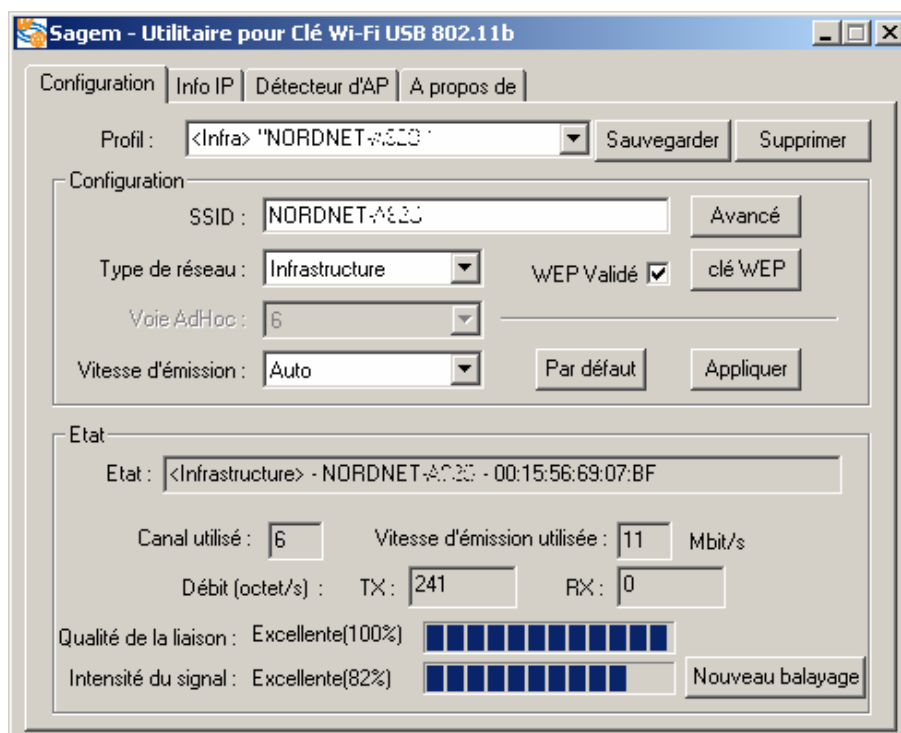 Sagem - Utilitaire pour Clé Wi-Fi USB 802.11b
Configuration Info IP Détecteur d'AP A propos de
Profil : <Infra> "NORDNET- Sauvegarder Supprimer
Configuration
SSID : NORDNET- Avancé
Type de réseau : Infrastructure WEP Validé clé WEP
Voie AdHoc : 6
Vitesse d'émission : Auto Par défaut Appliquer
Etat
Etat : <Infrastructure> - NORDNET- - 00:15:56:69:07:BF
Canal utilisé : 6 Vitesse d'émission utilisée : 11 Mbit/s
Débit (octet/s) : TX : 241 RX : 0
Qualité de la liaison : Excellente(100%)
Intensité du signal : Excellente(82%) Nouveau balayage